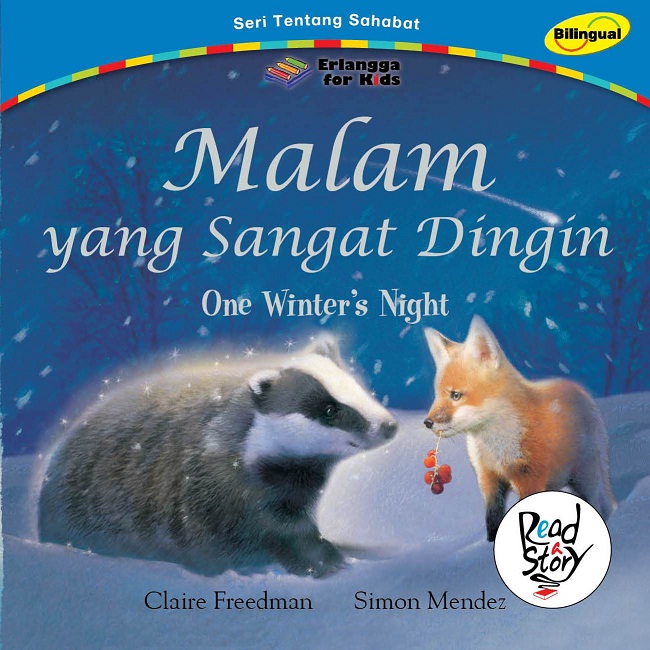 Seri Tentang Sahabat
Bilingual
Erlangga
for Kids
Malam
yang Sangat Dingin
One Winter's Night
Read
a
Story
Claire Freedman Simon Mendez